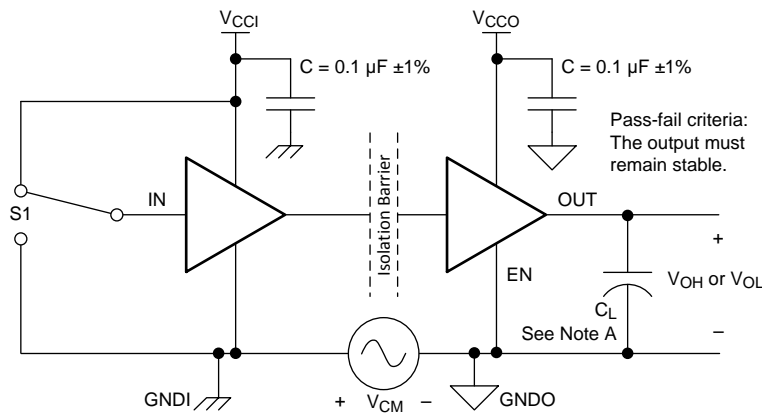 VCCI
VCCO
C = 0.1 µF ±1%
C = 0.1 µF ±1%
Pass-fail criteria:
The output must
remain stable.
Isolation Barrier
IN
OUT
S1
+
EN
VOH or VOL
CL
See Note A
–
GNDI
+ VCM –
GNDO